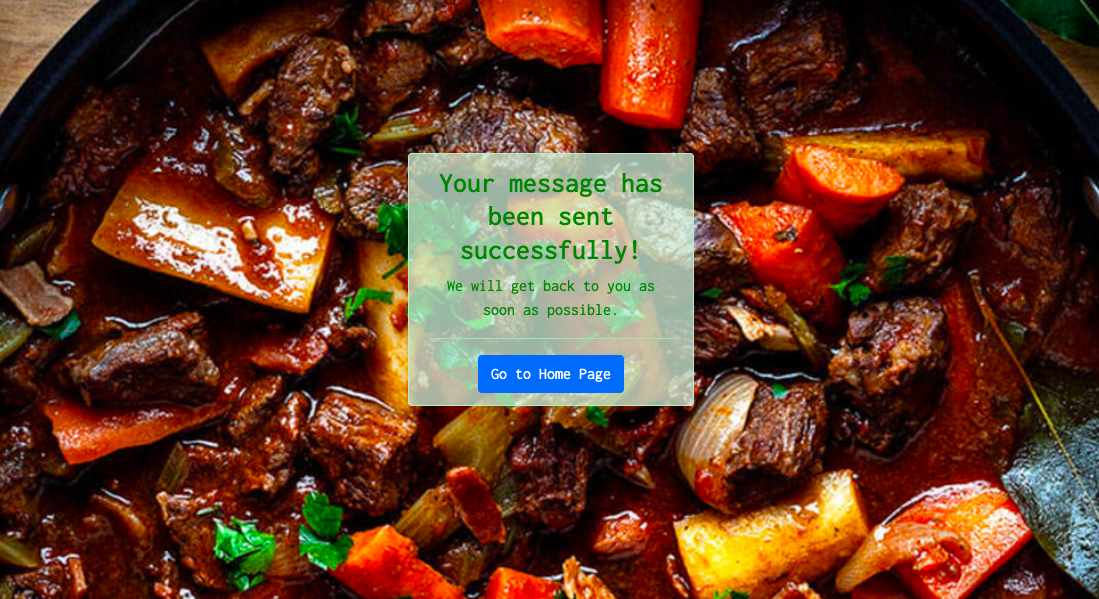 Your message has
been sent
successfully!
We will get back to you as
soon as possible.
Go to Home Page